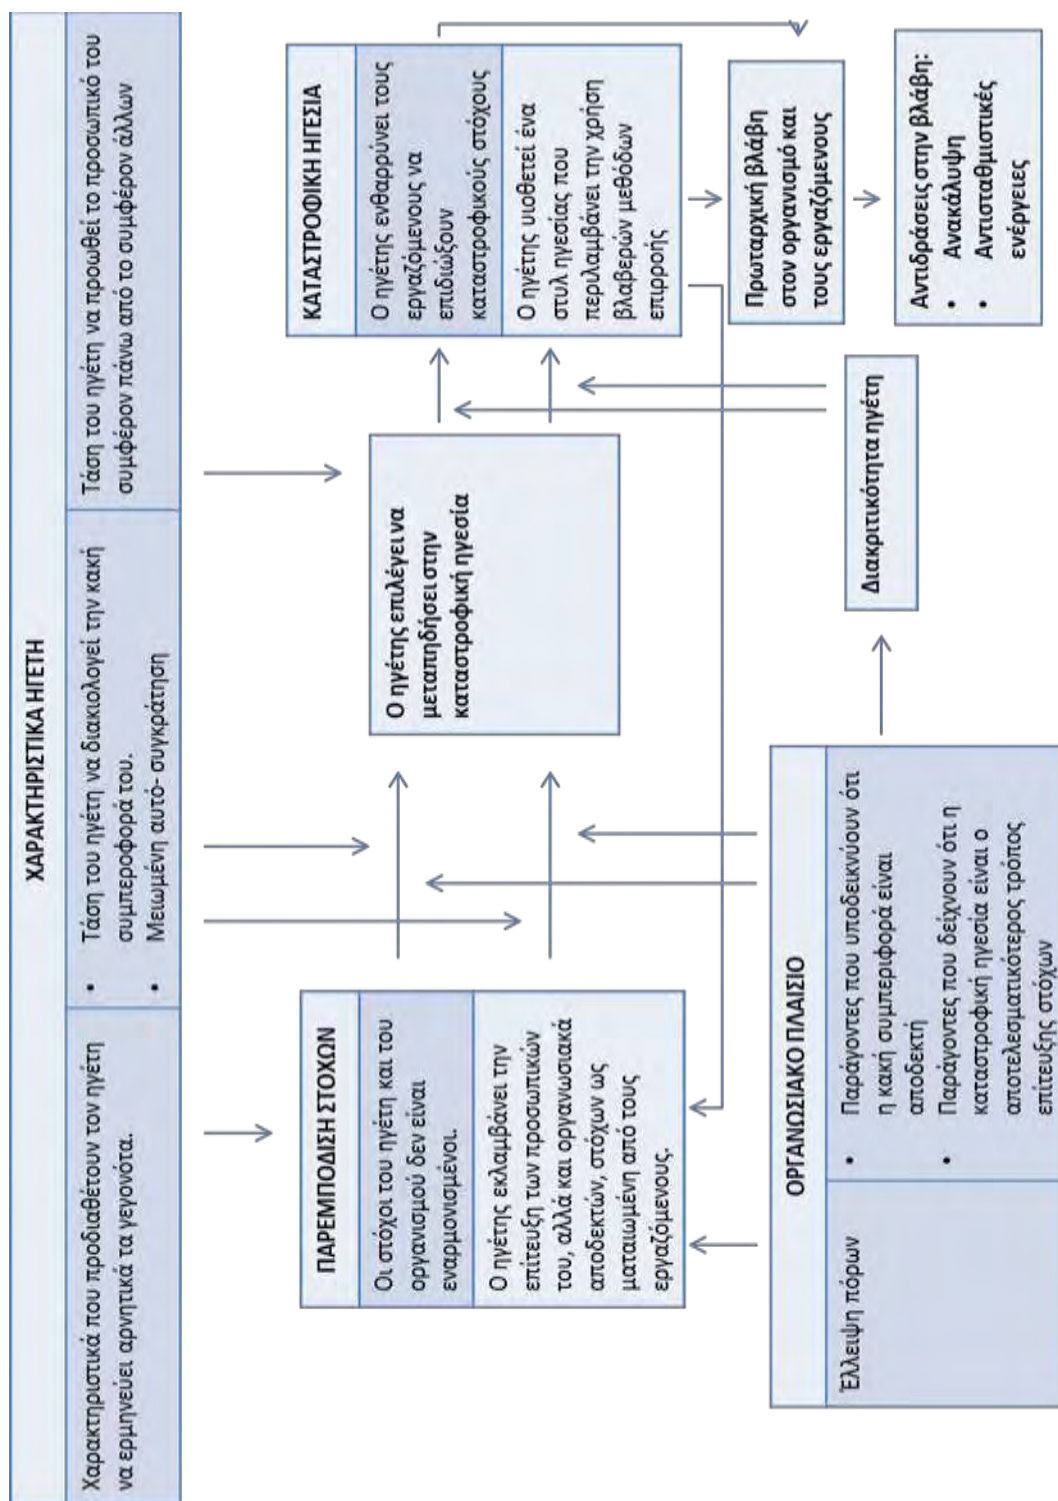 ΧΑΡΑΚΤΗΡΙΣΤΙΚΑ ΗΓΕΤΗ
Χαρακτηριστικά που προδιαθέτουν τον ηγέτη
να ερμηνεύει αρνητικά τα γεγονότα.
• Τάση του ηγέτη να διακιολογεί την κακή
συμπεροφορά του.
• Μειωμένη αυτό- συγκράτηση
Τάση του ηγέτη να προωθεί το προσωπικό του
συμφέρον πάνω από το συμφέρον άλλων
ΠΑΡΕΜΠΟΔΙΣΗ ΣΤΟΧΩΝ
Οι στόχοι του ηγέτη και του
οργανισμού δεν είναι
εναρμονισμένοι.
Ο ηγέτης εκλαμβάνει την
επίτευξη των προσωπικών
του, αλλά και οργανωσιακά
αποδεκτών, στόχων ως
ματαιωμένη από τους
εργαζόμενους.
Ο ηγέτης επιλέγει να
μεταπηδήσει στην
καταστροφική ηγεσία
ΚΑΤΑΣΤΡΟΦΙΚΗ ΗΓΕΣΙΑ
Ο ηγέτης ενθαρρύνει τους
εργαζόμενους να
επιδιώξουν
καταστροφικούς στόχους
Ο ηγέτης υιοθετεί ένα
στυλ ηγεσίας που
περιλαμβάνει την χρήση
βλαβερών μεθόδων
επιρροής
Πρωταρχική βλάβη
στον οργανισμό και
τους εργαζόμενους
Αντιδράσεις στην βλάβη:
• Ανακάλυψη
• Αντισταθμιστικές
ενέργειες
Διακριτικότητα ηγέτη
ΟΡΓΑΝΩΣΙΑΚΟ ΠΛΑΙΣΙΟ
Έλλειψη πόρων
• Παράγοντες που υποδεικνύουν ότι
η κακή συμπεριφορά είναι
αποδεκτή
• Παράγοντες που δείχνουν ότι η
καταστροφική ηγεσία είναι ο
αποτελεσματικότερος τρόπος
επίτευξης στόχων